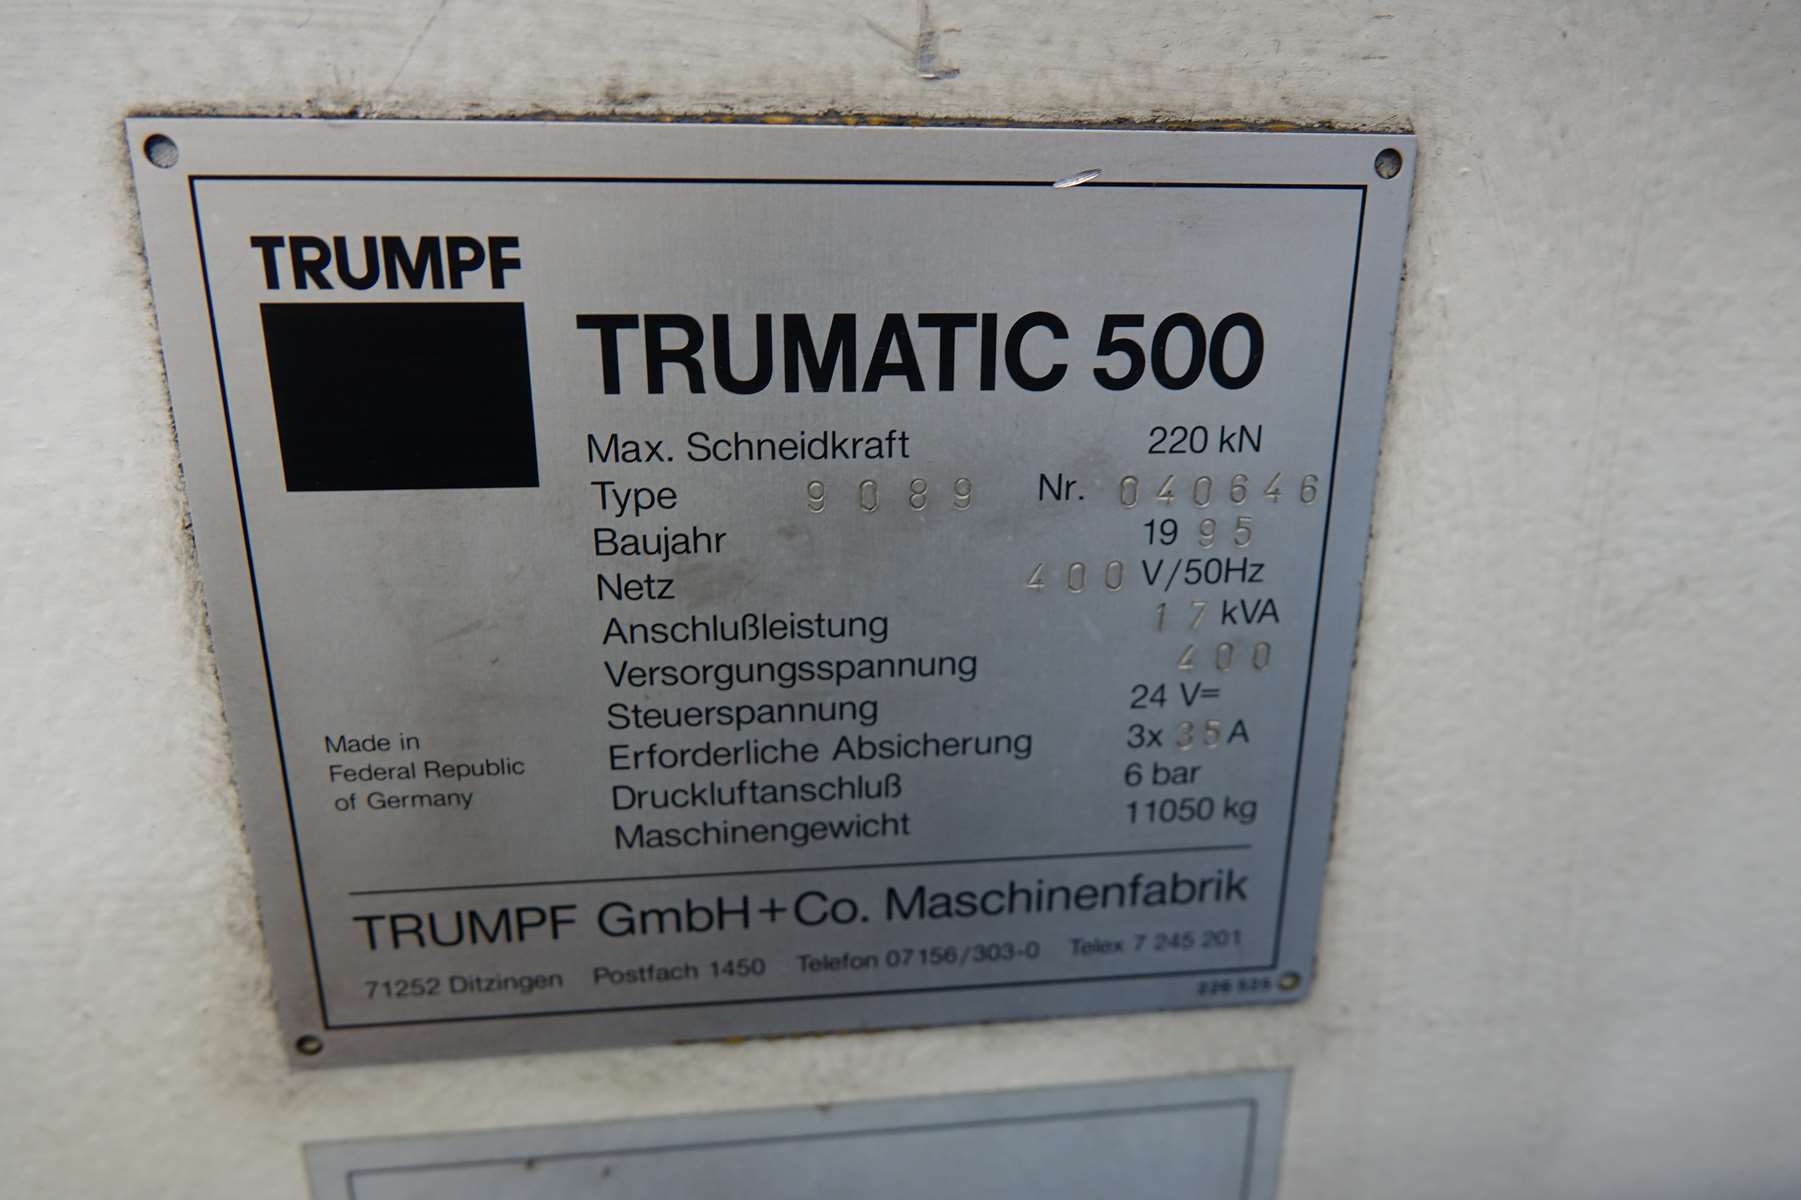 TRUMPF
TRUMATIC 500
Max. Schneidkraft 220 kN
Type 9089 Nr. 040646
Baujahr 1995
Netz 400 V/50Hz
Anschlußleistung 17 kVA
Versorgungsspannung 400
Steuerspannung 24 V=
Erforderliche Absicherung 3x 35 A
Druckluftanschluß 6 bar
Maschinengewicht 11050 kg
Made in
Federal Republic
of Germany
TRUMPF GmbH+Co. Maschinenfabrik
71252 Ditzingen Postfach 1450 Telefon 07156/303-0 Telex 7 245 201